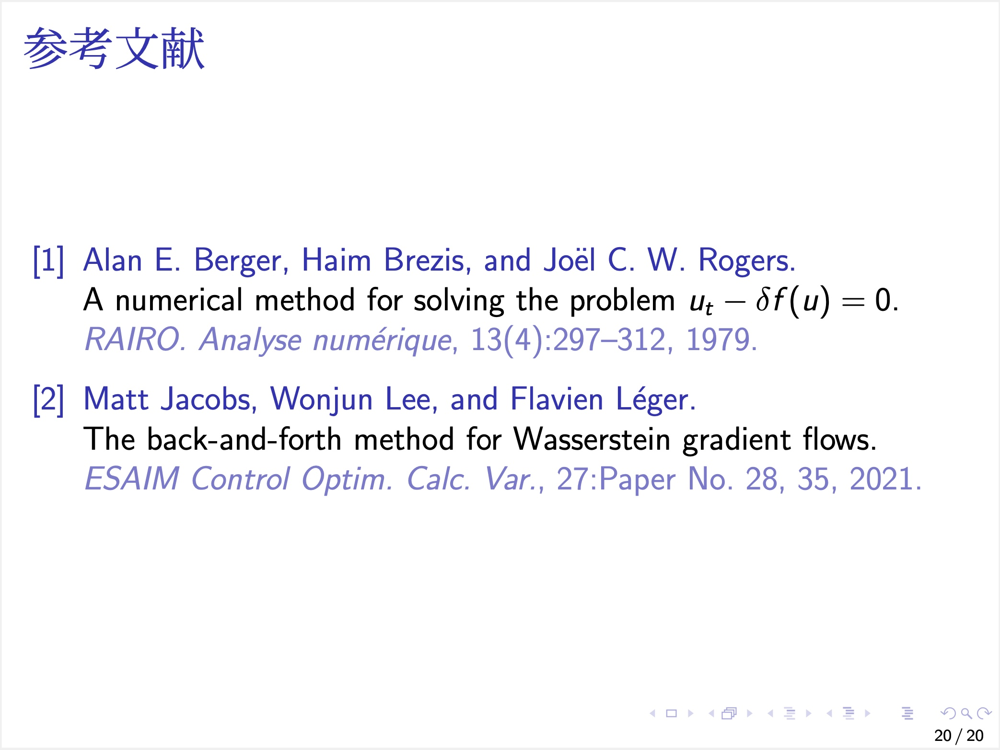 参考文献
[1] Alan E. Berger, Haim Brezis, and Joël C. W. Rogers.
A numerical method for solving the problem u_t − δf(u) = 0.
RAIRO. Analyse numérique, 13(4):297–312, 1979.
[2] Matt Jacobs, Wonjun Lee, and Flavien Léger.
The back-and-forth method for Wasserstein gradient flows.
ESAIM Control Optim. Calc. Var., 27:Paper No. 28, 35, 2021.
20 / 20